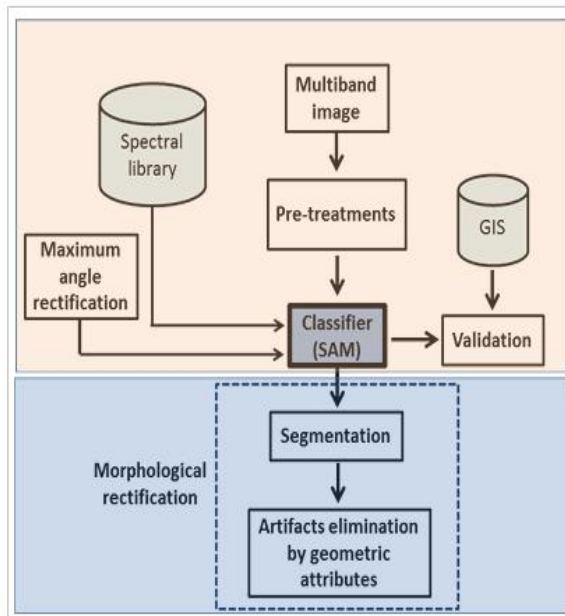 Multiband
image
Spectral
library
Pre-treatments
GIS
Maximum
angle
rectification
Classifier
(SAM)
Validation
Segmentation
Morphological
rectification
Artifacts elimination
by geometric
attributes